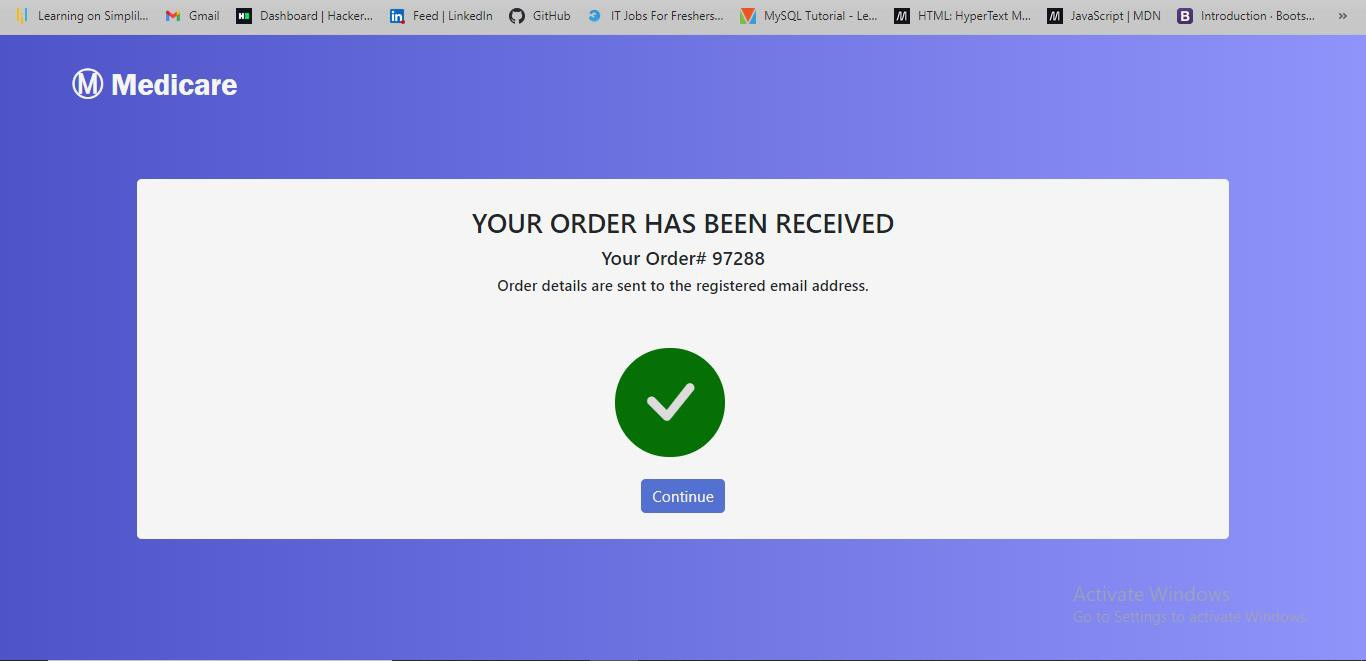 Learning on Simplil... Gmail Dashboard | Hacker... Feed | LinkedIn GitHub IT Jobs For Freshers... MySQL Tutorial - Le... HTML: HyperText M... JavaScript | MDN Introduction · Boots... »
Ⓜ Medicare
YOUR ORDER HAS BEEN RECEIVED
Your Order# 97288
Order details are sent to the registered email address.
Continue
Activate Windows
Go to Settings to activate Windows.